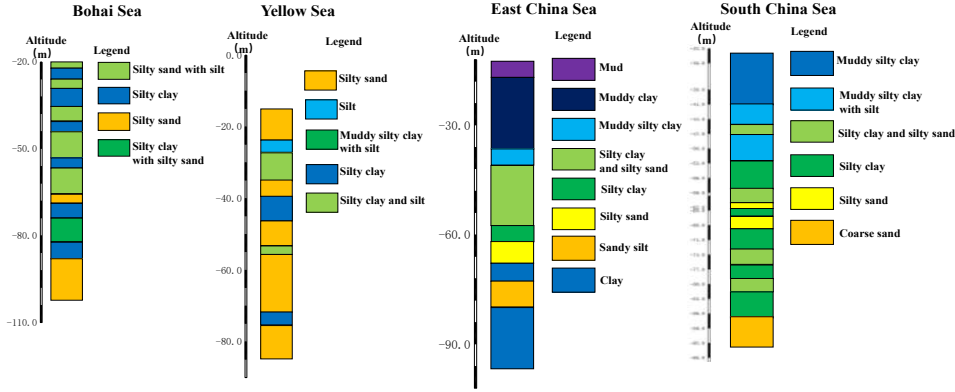 Bohai Sea
Altitude
(m)
Legend
−20.0
−50.0
−80.0
−110.0
Silty sand with silt
Silty clay
Silty sand
Silty clay
with silty sand
Yellow Sea
Altitude
(m)
Legend
0.0
−20.0
−40.0
−60.0
−80.0
Silty sand
Silt
Muddy silty clay
with silt
Silty clay
Silty clay and silt
East China Sea
Altitude
(m)
Legend
−30.0
−60.0
−90.0
Mud
Muddy clay
Muddy silty clay
Silty clay
and silty sand
Silty clay
Silty sand
Sandy silt
Clay
South China Sea
Altitude
(m)
Legend
Muddy silty clay
Muddy silty clay
with silt
Silty clay and silty sand
Silty clay
Silty sand
Coarse sand